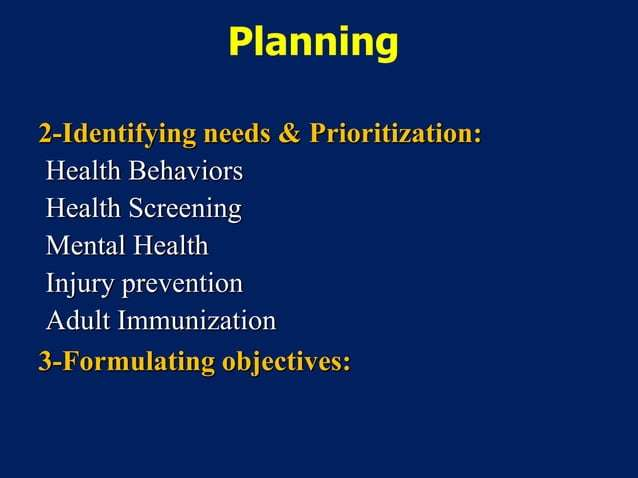 Planning
2-Identifying needs & Prioritization:
Health Behaviors
Health Screening
Mental Health
Injury prevention
Adult Immunization
3-Formulating objectives: